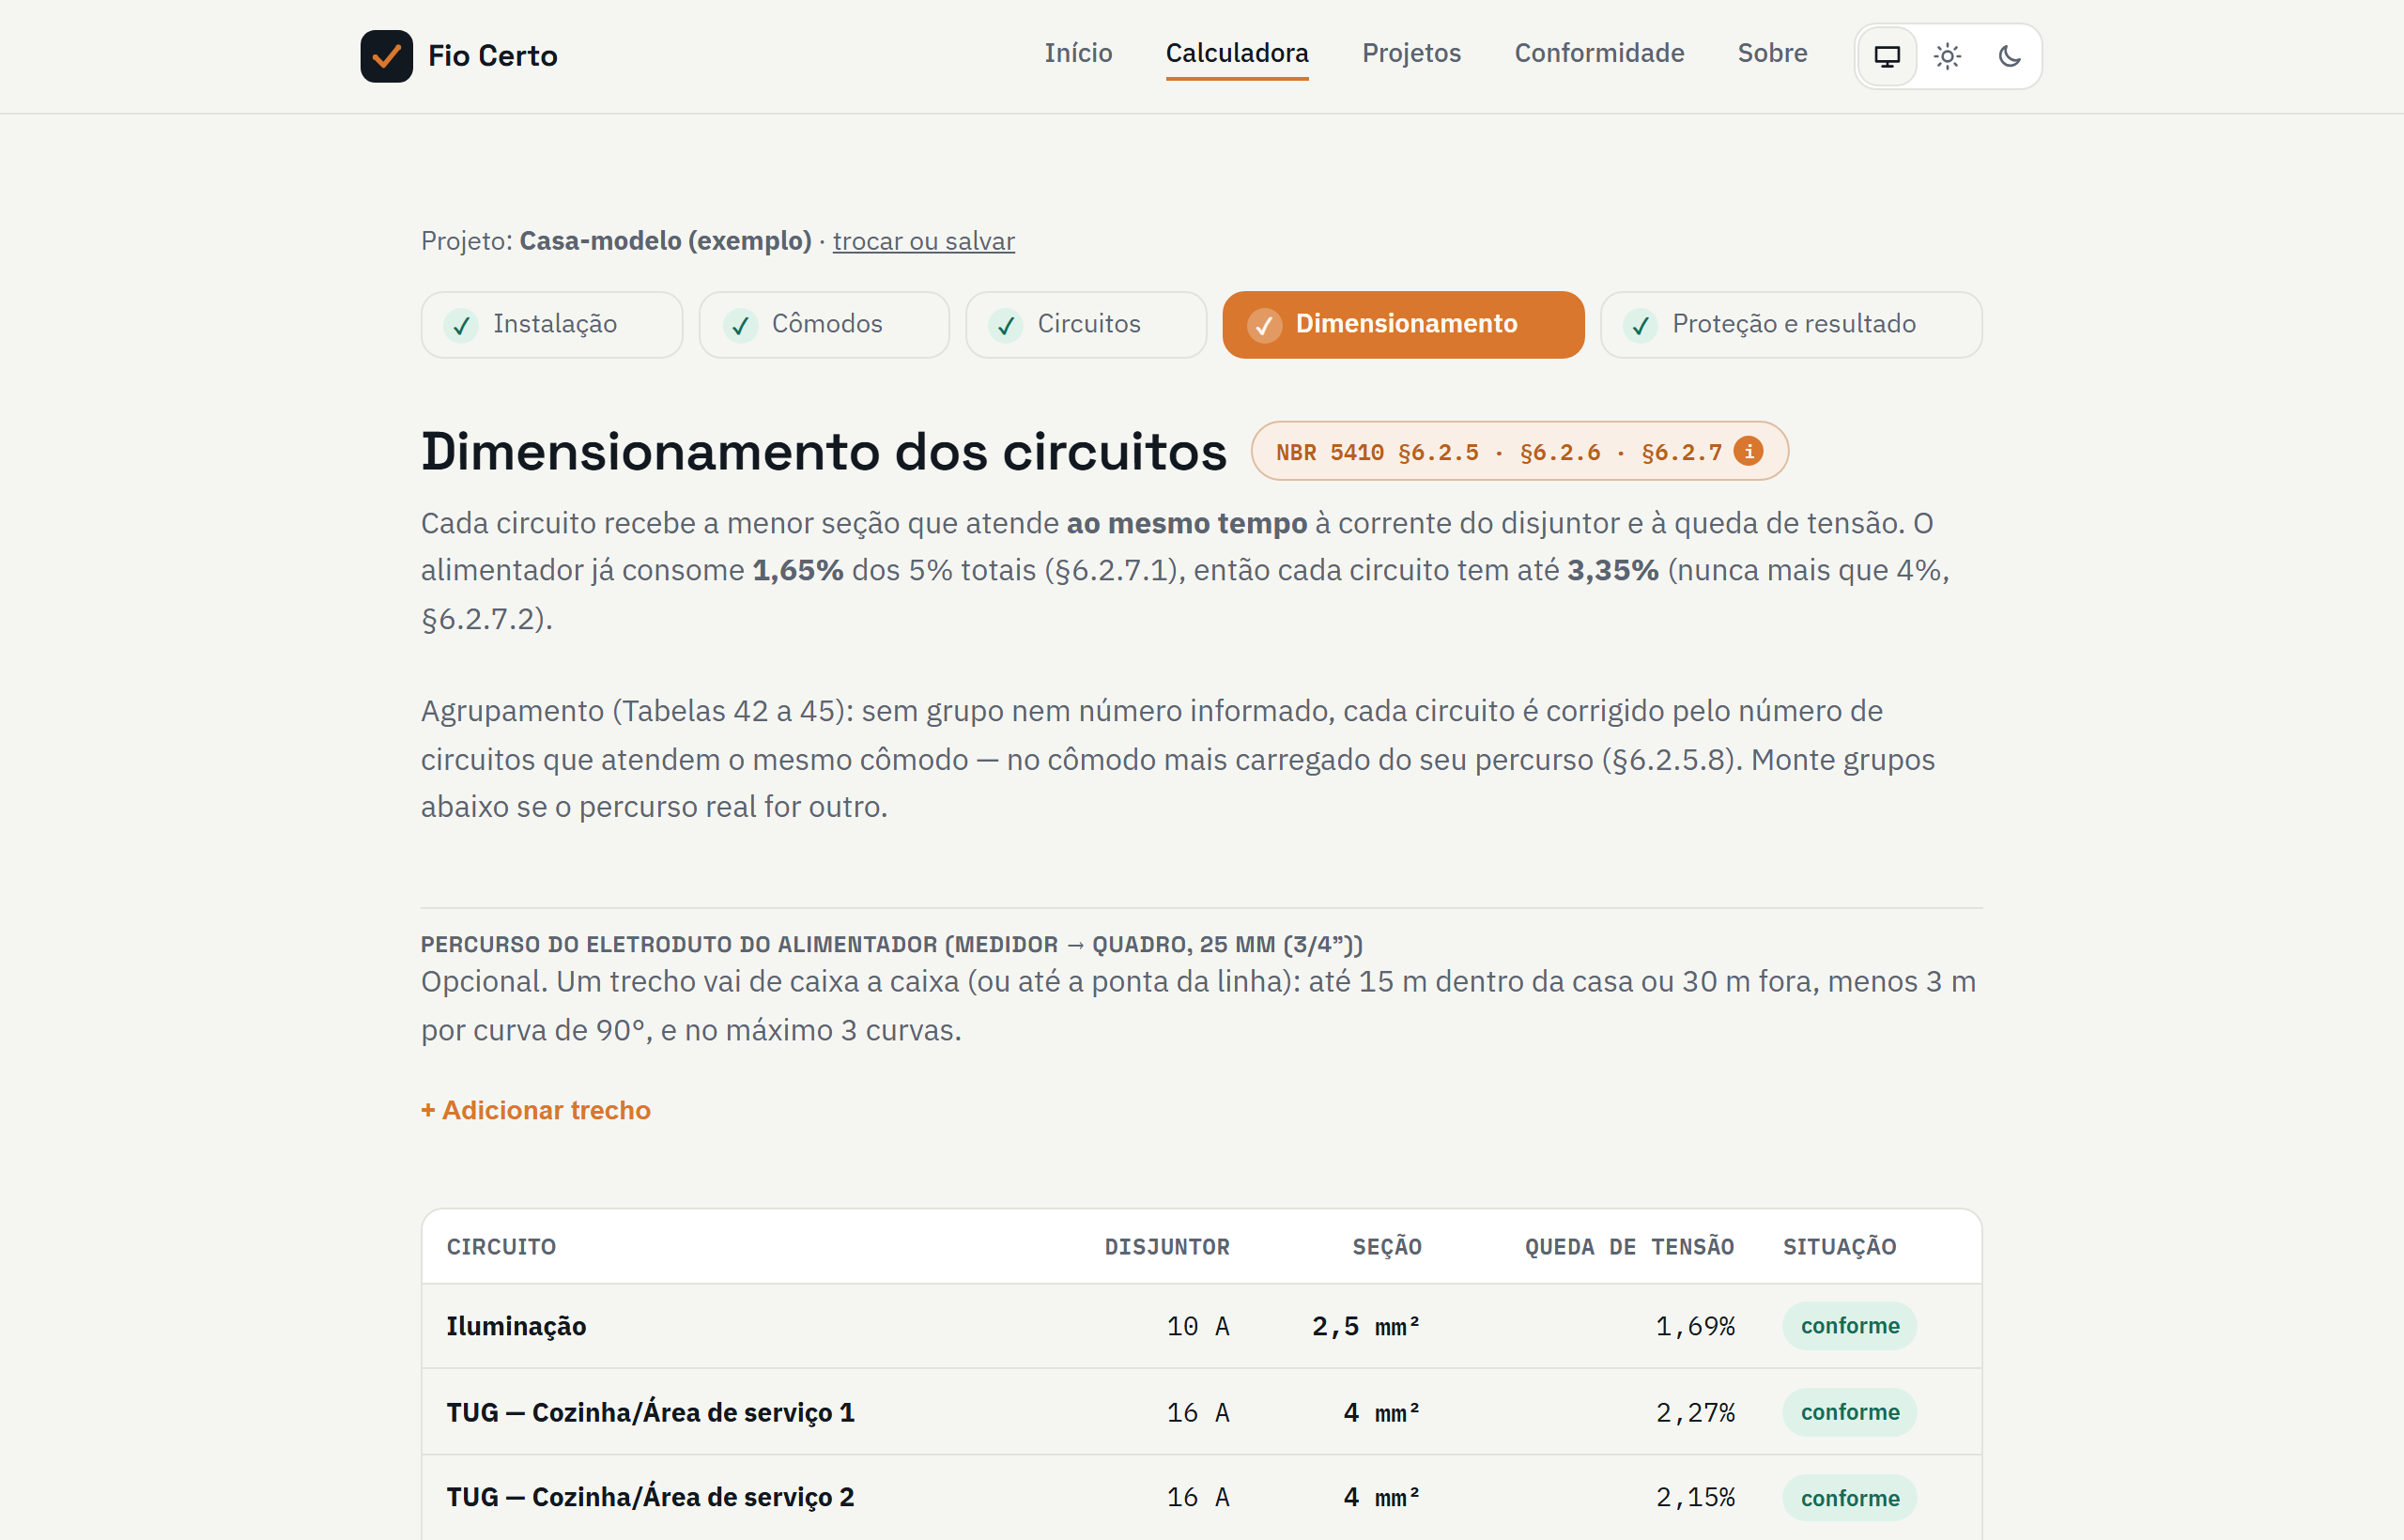 Fio Certo
Início Calculadora Projetos Conformidade Sobre
Projeto: Casa-modelo (exemplo) · trocar ou salvar
Instalação Cômodos Circuitos Dimensionamento Proteção e resultado
Dimensionamento dos circuitos NBR 5410 §6.2.5 · §6.2.6 · §6.2.7 i
Cada circuito recebe a menor seção que atende ao mesmo tempo à corrente do disjuntor e à queda de tensão. O
alimentador já consome 1,65% dos 5% totais (§6.2.7.1), então cada circuito tem até 3,35% (nunca mais que 4%,
§6.2.7.2).
Agrupamento (Tabelas 42 a 45): sem grupo nem número informado, cada circuito é corrigido pelo número de
circuitos que atendem o mesmo cômodo — no cômodo mais carregado do seu percurso (§6.2.5.8). Monte grupos
abaixo se o percurso real for outro.
PERCURSO DO ELETRODUTO DO ALIMENTADOR (MEDIDOR → QUADRO, 25 MM (3/4”))
Opcional. Um trecho vai de caixa a caixa (ou até a ponta da linha): até 15 m dentro da casa ou 30 m fora, menos 3 m
por curva de 90°, e no máximo 3 curvas.
+ Adicionar trecho
CIRCUITO DISJUNTOR SEÇÃO QUEDA DE TENSÃO SITUAÇÃO
Iluminação 10 A 2,5 mm² 1,69% conforme
TUG — Cozinha/Área de serviço 1 16 A 4 mm² 2,27% conforme
TUG — Cozinha/Área de serviço 2 16 A 4 mm² 2,15% conforme